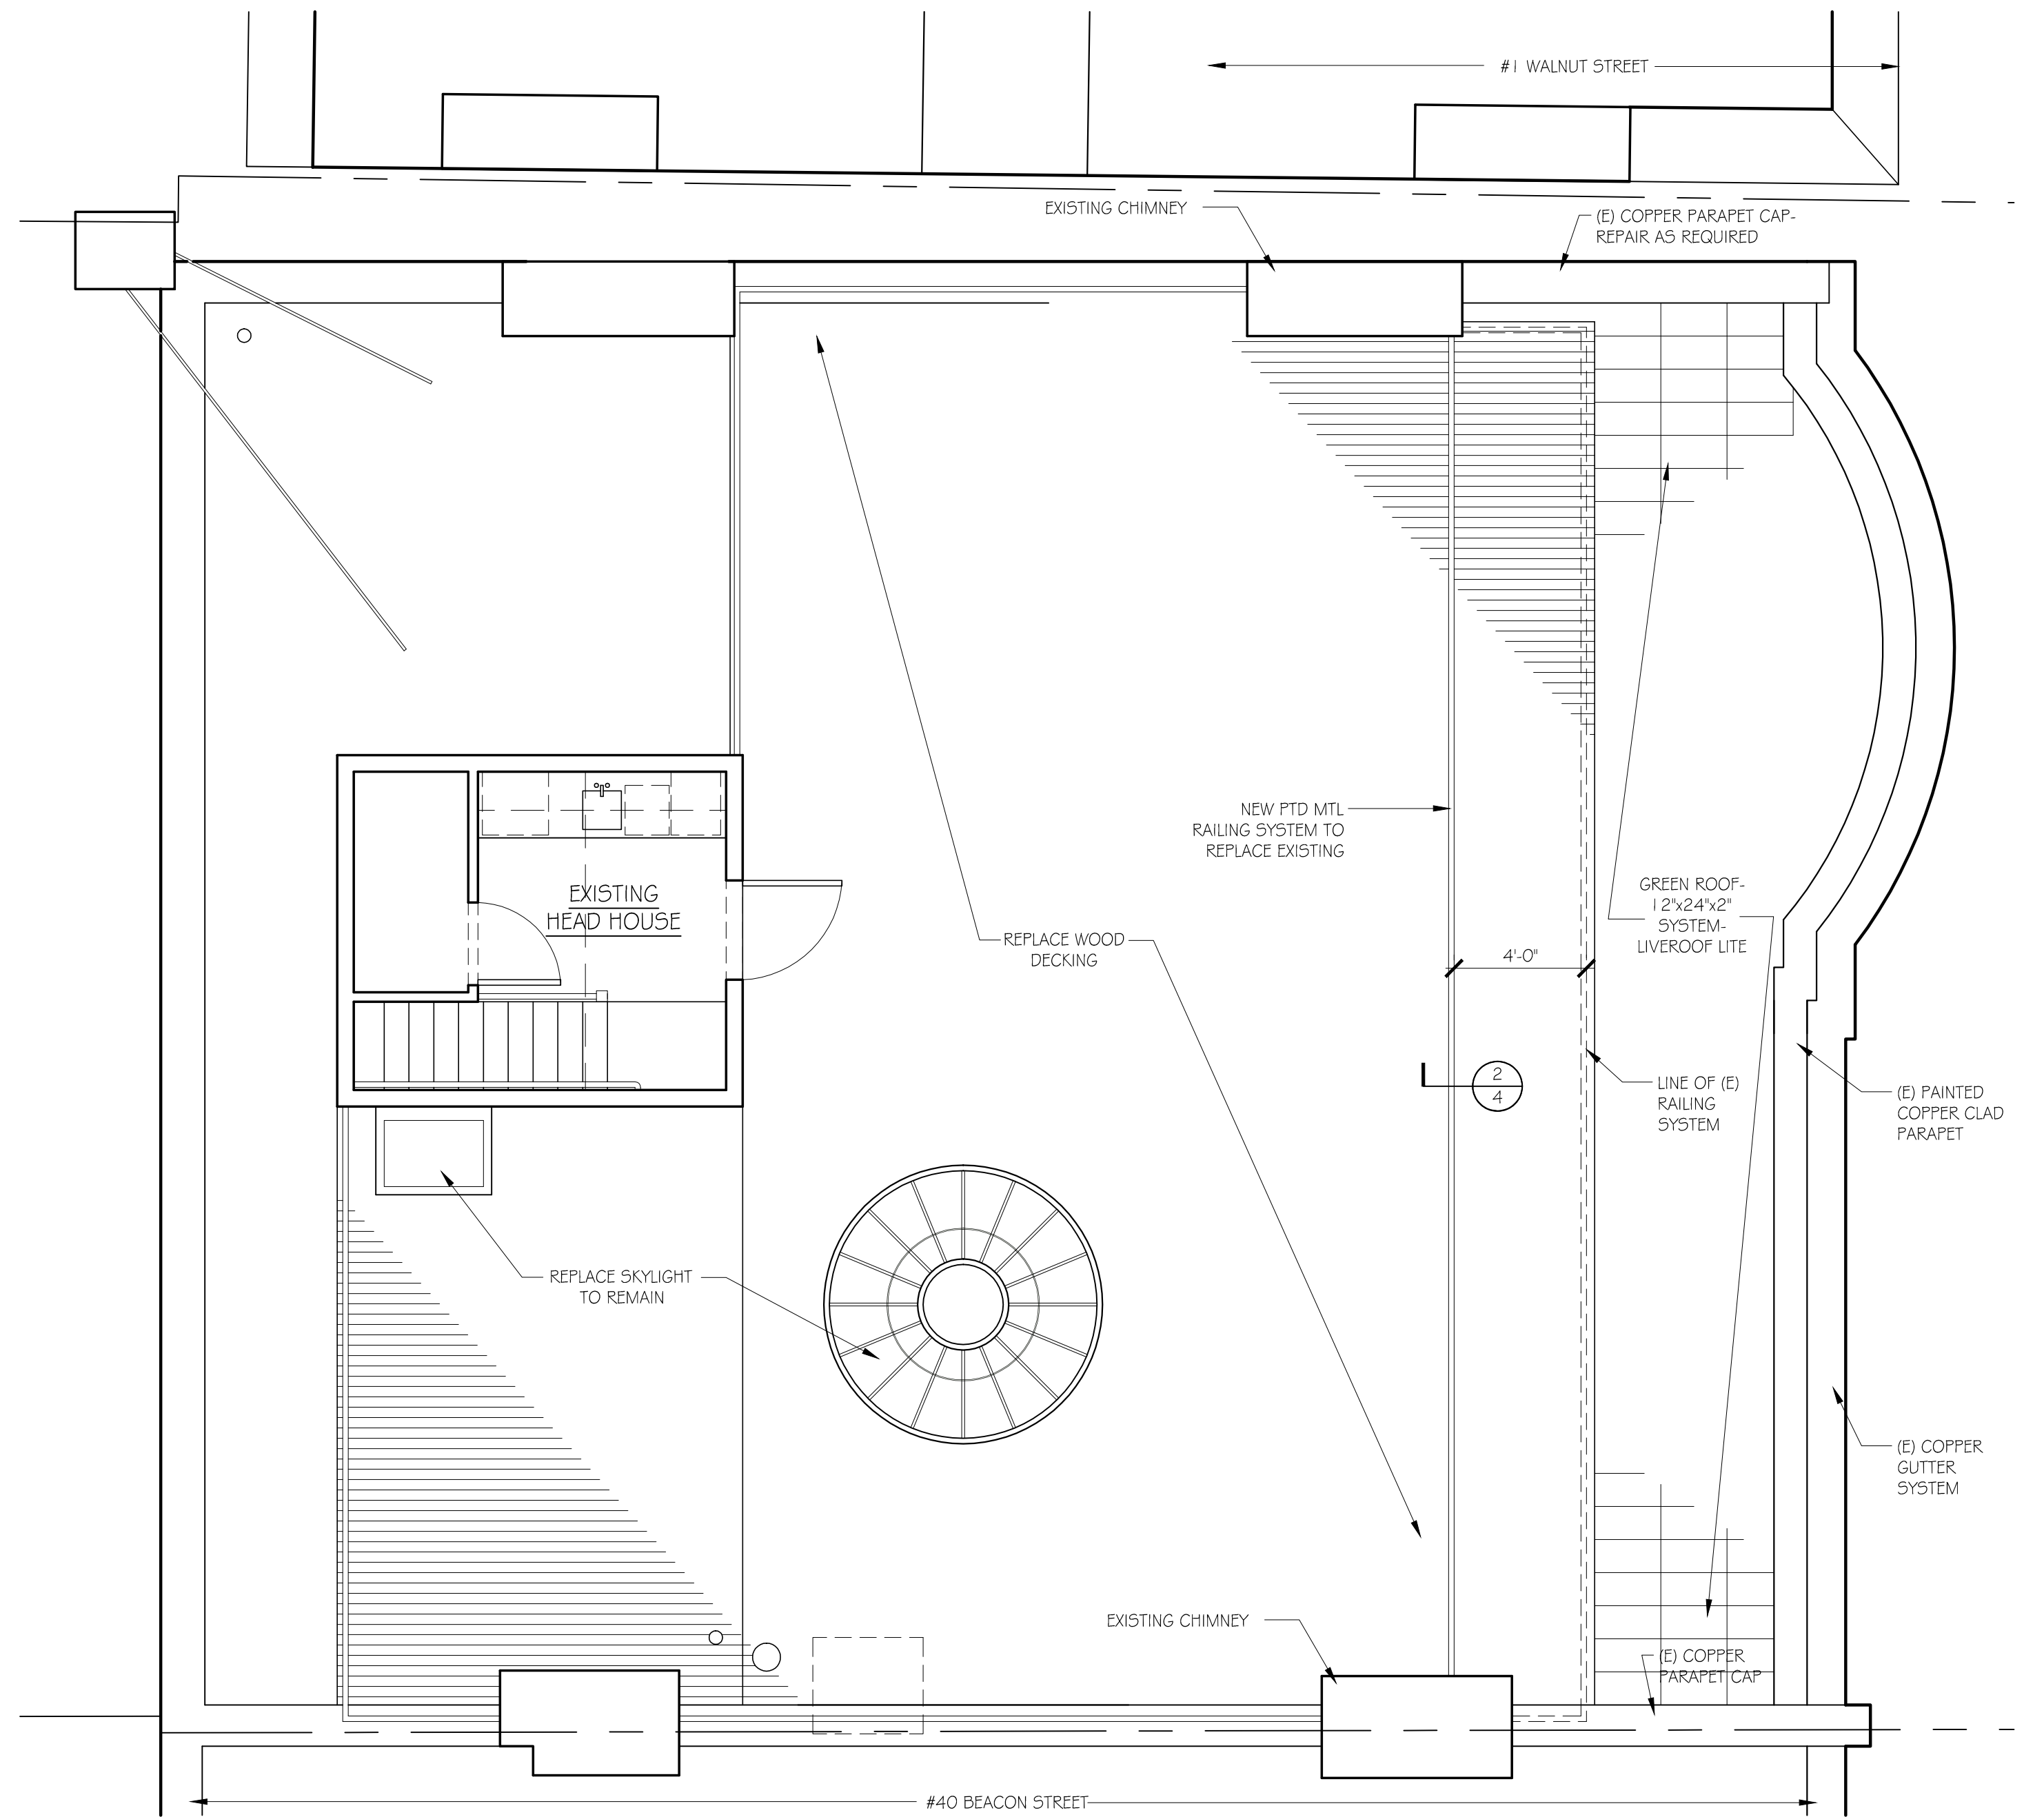 #1 WALNUT STREET
EXISTING CHIMNEY
(E) COPPER PARAPET CAP-
REPAIR AS REQUIRED
NEW PTD MTL
RAILING SYSTEM TO
REPLACE EXISTING
EXISTING
HEAD HOUSE
GREEN ROOF-
12"x24"x2"
SYSTEM-
LIVEROOF LITE
REPLACE WOOD
DECKING
4'-0"
2
4
LINE OF (E)
RAILING
SYSTEM
(E) PAINTED
COPPER CLAD
PARAPET
REPLACE SKYLIGHT
TO REMAIN
(E) COPPER
GUTTER
SYSTEM
EXISTING CHIMNEY
(E) COPPER
PARAPET CAP
#40 BEACON STREET